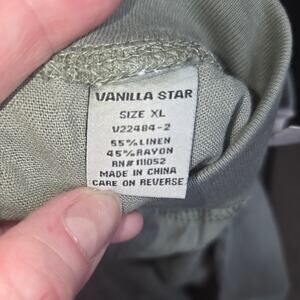 VANILLA STAR
SIZE XL
V22484-2
55% LINEN
45% RAYON
RN# 111052
MADE IN CHINA
CARE ON REVERSE